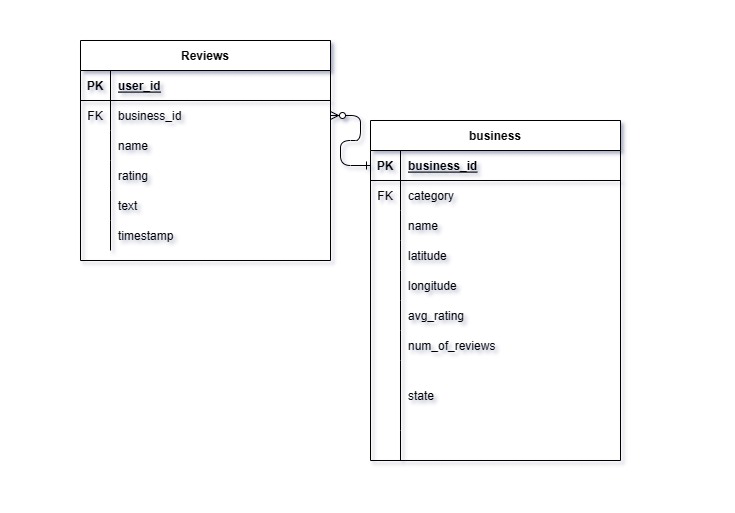 Reviews
PK user_id
FK business_id
name
rating
text
timestamp
business
PK business_id
FK category
name
latitude
longitude
avg_rating
num_of_reviews
state